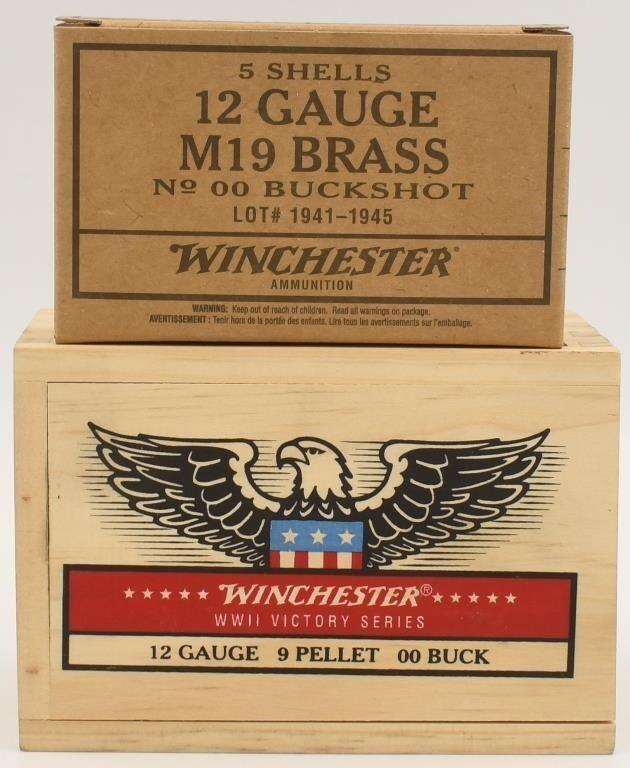 5 SHELLS
12 GAUGE
M19 BRASS
Nº 00 BUCKSHOT
LOT# 1941-1945
WINCHESTER®
AMMUNITION
WARNING: Keep out of reach of children. Read all warnings on package.
AVERTISSEMENT : Tenir hors de la portée des enfants. Lire tous les avertissements sur l'emballage.
★★★★★ WINCHESTER® ★★★★★
WWII VICTORY SERIES
12 GAUGE 9 PELLET 00 BUCK